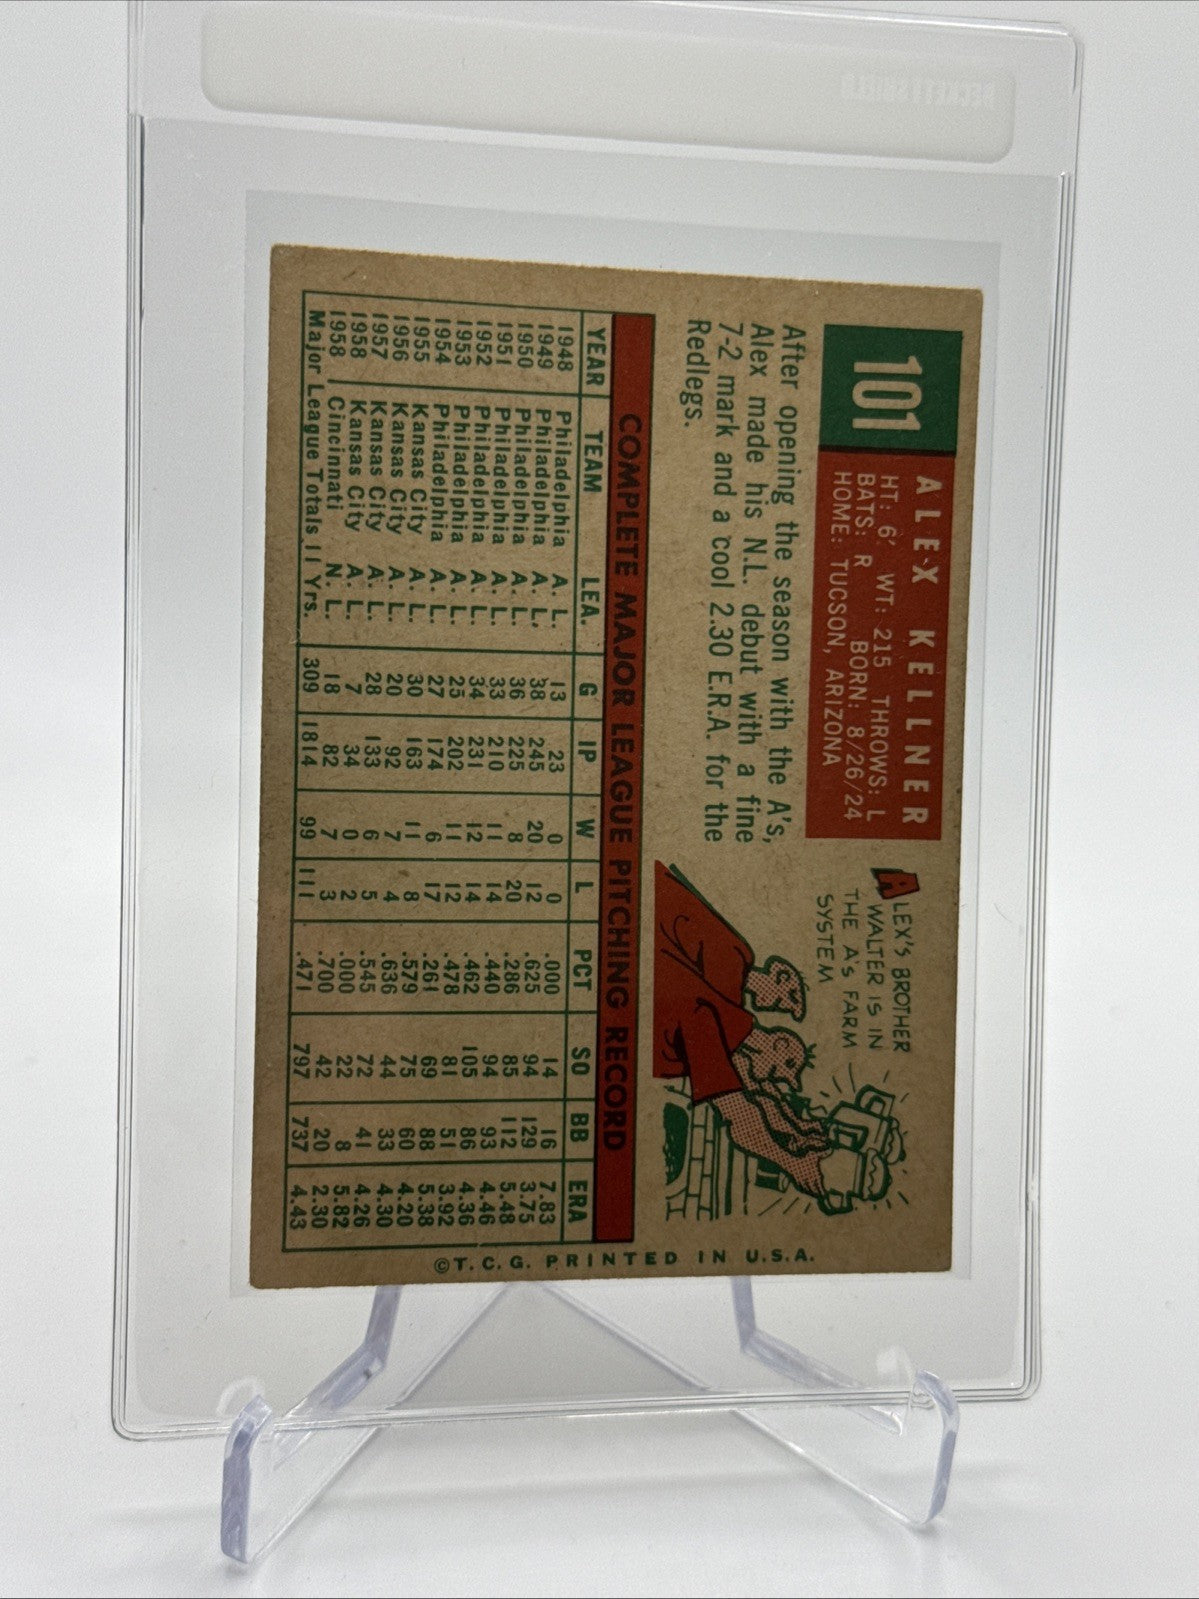 101
ALEX KELLNER
HT: 6' WT: 215 THROWS: L
BATS: R BORN: 8/26/24
HOME: TUCSON, ARIZONA
After opening the season with the A's,
Alex made his N.L. debut with a fine
7-2 mark and a cool 2.30 E.R.A. for the
Redlegs.
ALEX'S BROTHER
WALTER IS IN
THE A'S FARM
SYSTEM
COMPLETE MAJOR LEAGUE PITCHING RECORD
YEAR TEAM LEA. G IP W L PCT SO BB ERA
1948 Philadelphia A. L. 13 23 0 0 .000 14 16 7.83
1949 Philadelphia A. L. 38 245 20 12 .625 94 129 3.75
1950 Philadelphia A. L. 36 225 8 20 .286 85 112 5.48
1951 Philadelphia A. L. 33 210 11 14 .440 94 93 4.46
1952 Philadelphia A. L. 34 231 12 14 .462 105 86 4.36
1953 Philadelphia A. L. 25 202 11 12 .478 81 51 3.92
1954 Philadelphia A. L. 27 174 6 17 .261 69 88 5.38
1955 Kansas City A. L. 30 163 11 8 .579 75 60 4.20
1956 Kansas City A. L. 20 92 7 4 .636 44 33 4.30
1957 Kansas City A. L. 28 133 6 5 .545 72 41 4.26
1958 Kansas City A. L. 7 34 0 2 .000 22 8 5.82
1958 Cincinnati N. L. 18 82 7 3 .700 42 20 2.30
Major League Totals 11 Yrs. 309 1814 99 111 .471 797 737 4.43
©T.C.G. PRINTED IN U.S.A.